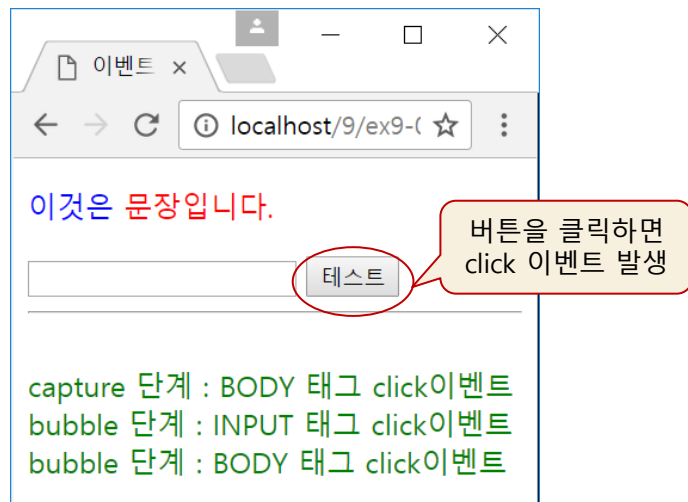 이벤트
localhost/9/ex9-0
이것은 문장입니다.
테스트
버튼을 클릭하면
click 이벤트 발생
capture 단계 : BODY 태그 click이벤트
bubble 단계 : INPUT 태그 click이벤트
bubble 단계 : BODY 태그 click이벤트